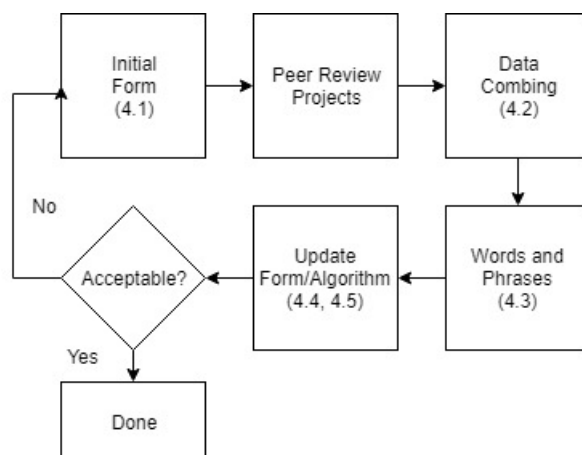 Initial
Form
(4.1)
Peer Review
Projects
Data
Combing
(4.2)
Words and
Phrases
(4.3)
Update
Form/Algorithm
(4.4, 4.5)
Acceptable?
No
Yes
Done